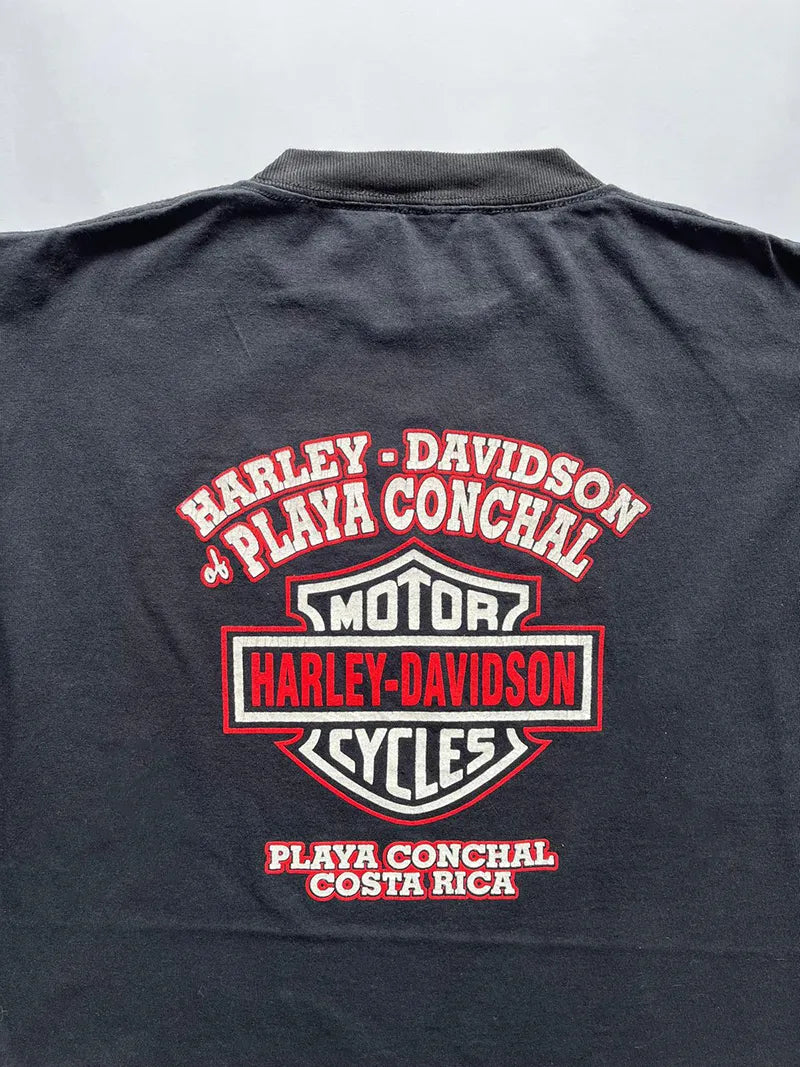 HARLEY - DAVIDSON
of PLAYA CONCHAL
MOTOR
HARLEY-DAVIDSON
CYCLES
PLAYA CONCHAL
COSTA RICA